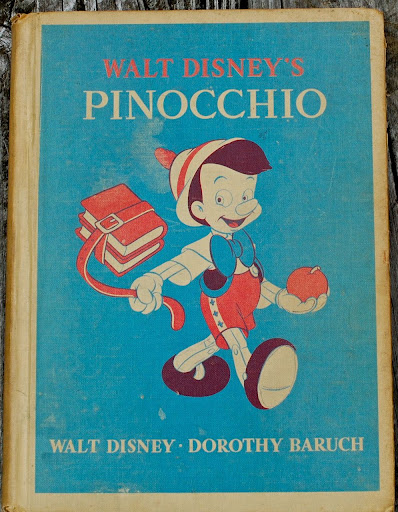 WALT DISNEY'S
PINOCCHIO
WALT DISNEY · DOROTHY BARUCH